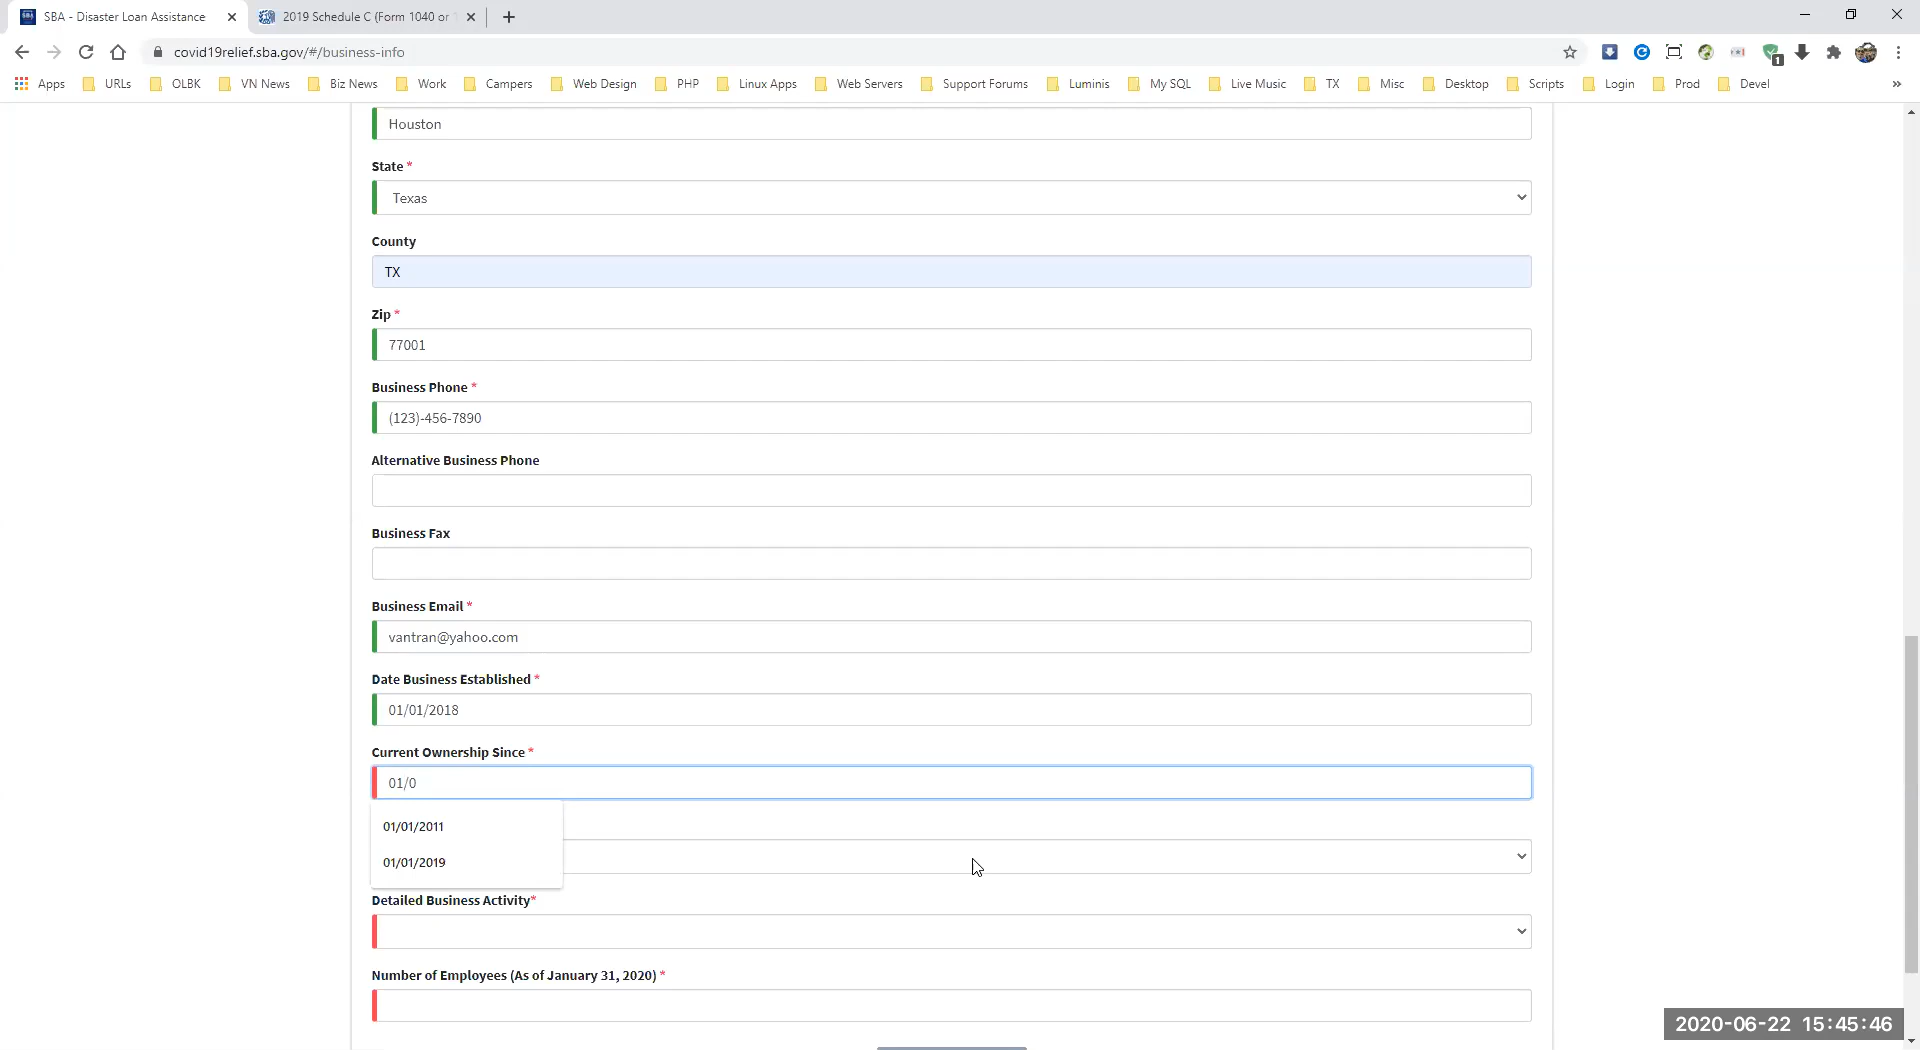 SBA - Disaster Loan Assistance
2019 Schedule C (Form 1040 or
covid19relief.sba.gov/#/business-info
1
Apps
URLs
OLBK
VN News
Biz News
Work
Campers
Web Design
PHP
Linux Apps
Web Servers
Support Forums
Luminis
My SQL
Live Music
TX
Misc
Desktop
Scripts
Login
Prod
Devel
»
Houston
State *
Texas
County
TX
Zip *
77001
Business Phone *
(123)-456-7890
Alternative Business Phone
Business Fax
Business Email *
vantran@yahoo.com
Date Business Established *
01/01/2018
Current Ownership Since *
01/0
01/01/2011
01/01/2019
Detailed Business Activity*
Number of Employees (As of January 31, 2020) *
2020-06-22 15:45:46